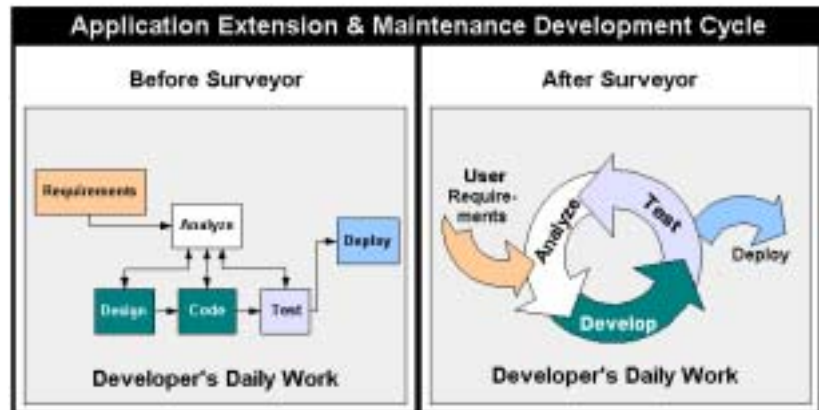 Application Extension & Maintenance Development Cycle
Before Surveyor
Requirements
Analyze
Deploy
Design
Code
Test
Developer's Daily Work
After Surveyor
User
Require-
ments
Analyze
Test
Develop
Deploy
Developer's Daily Work